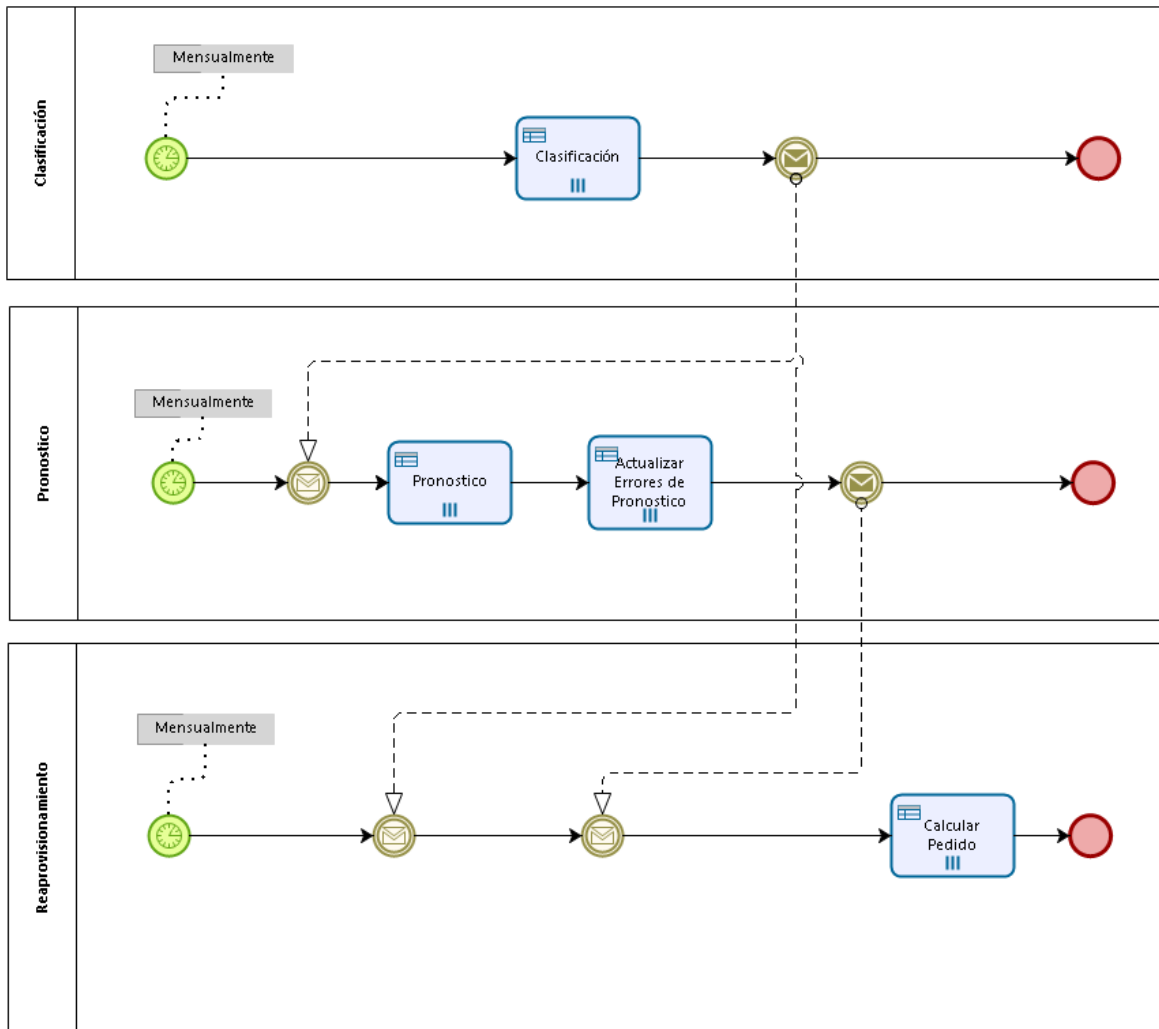 Clasificación
Mensualmente
Clasificación
Pronostico
Mensualmente
Pronostico
Actualizar
Errores de
Pronostico
Reaprovisionamiento
Mensualmente
Calcular
Pedido